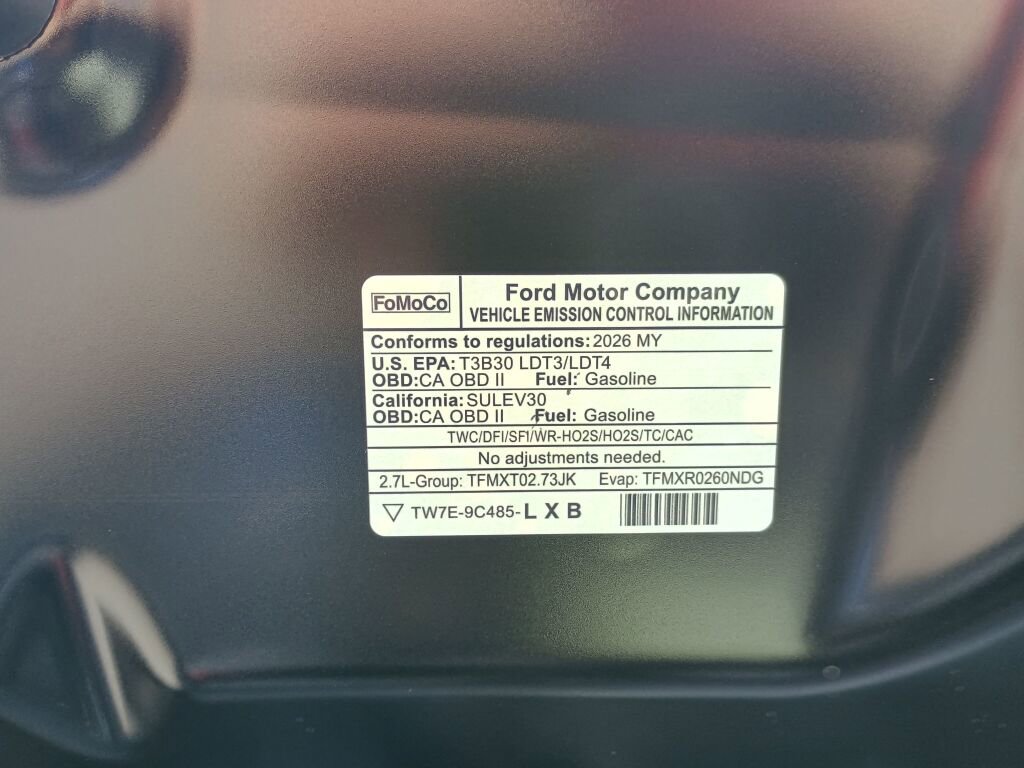 FoMoCo
Ford Motor Company
VEHICLE EMISSION CONTROL INFORMATION
Conforms to regulations: 2026 MY
U.S. EPA: T3B30 LDT3/LDT4
OBD: CA OBD II Fuel: Gasoline
California: SULEV30
OBD: CA OBD II Fuel: Gasoline
TWC/DFI/SFI/WR-HO2S/HO2S/TC/CAC
No adjustments needed.
2.7L-Group: TFMXT02.73JK Evap: TFMXR0260NDG
TW7E-9C485-L X B